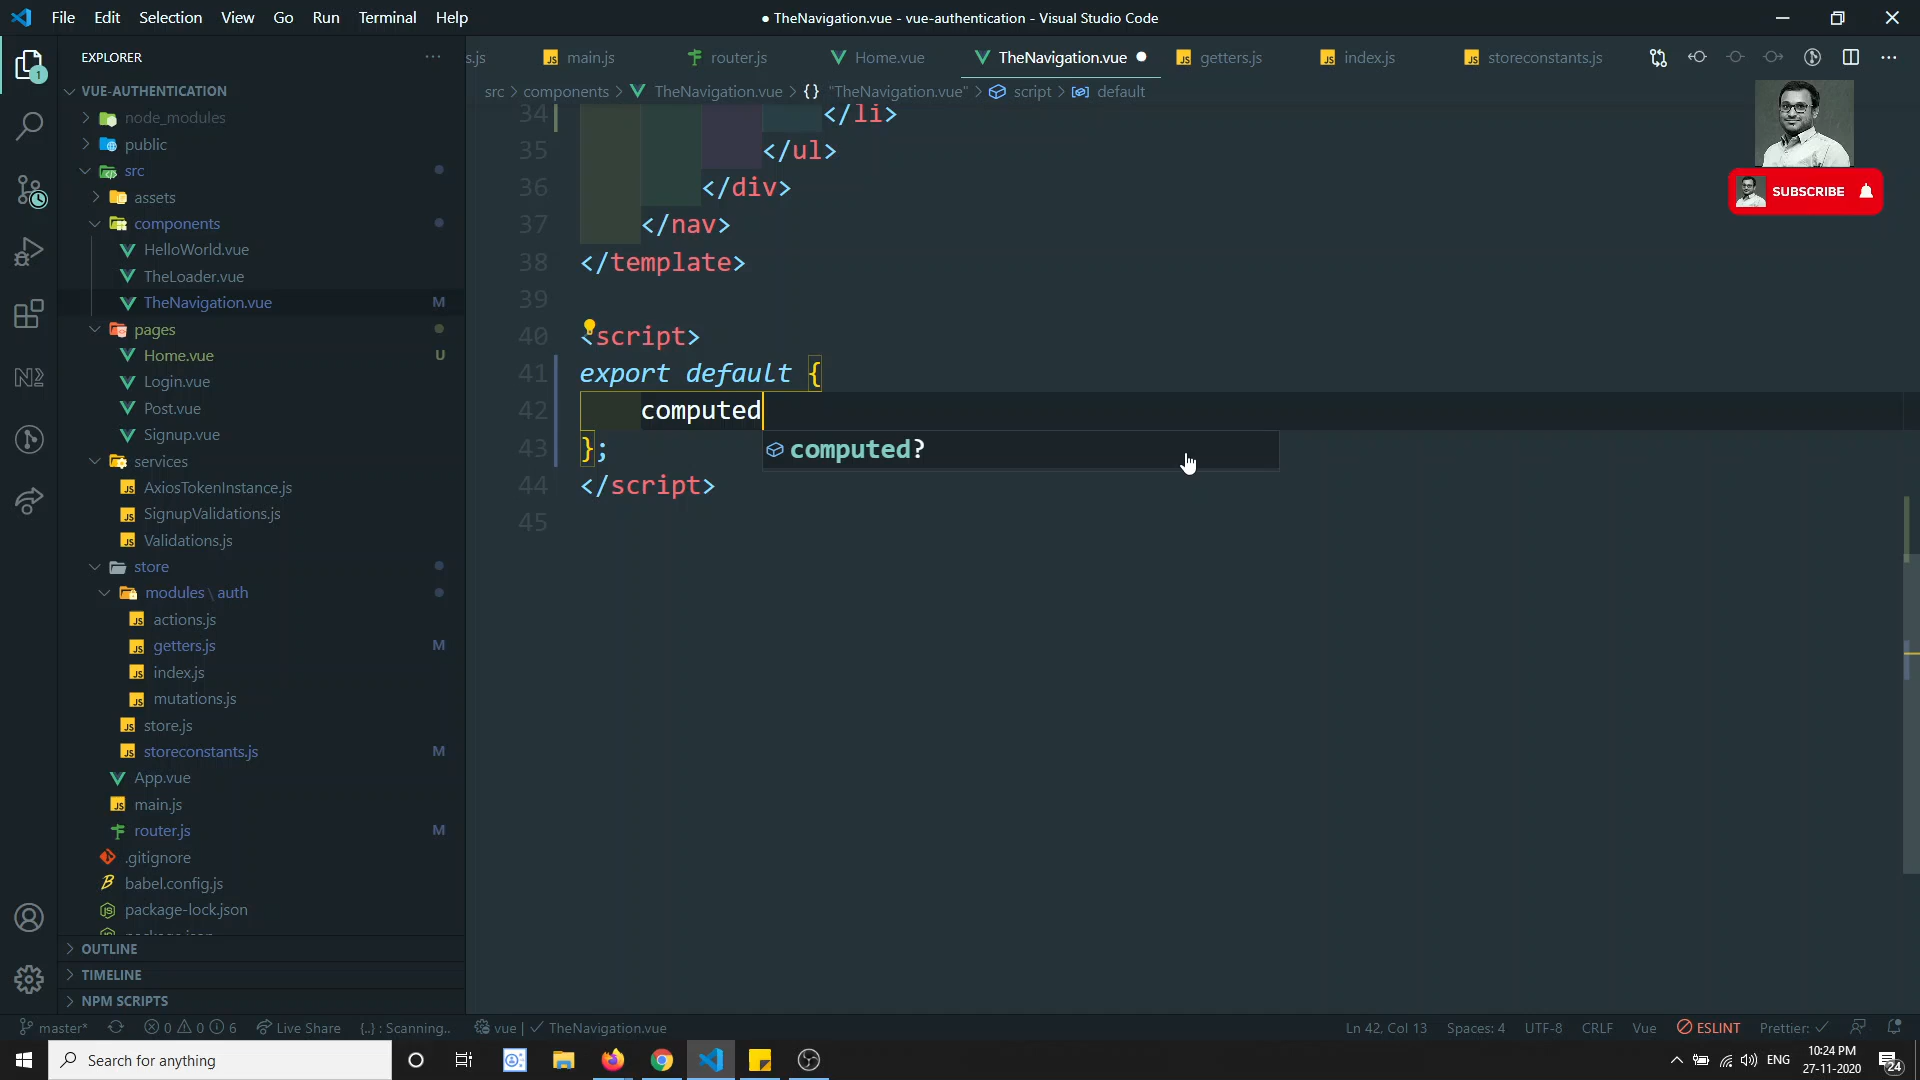 File Edit Selection View Go Run Terminal Help
● TheNavigation.vue - vue-authentication - Visual Studio Code
EXPLORER
s.js main.js router.js Home.vue TheNavigation.vue getters.js index.js storeconstants.js
src > components > TheNavigation.vue > {} "TheNavigation.vue" > script > default
VUE-AUTHENTICATION
node_modules
public
src
assets
components
HelloWorld.vue
TheLoader.vue
TheNavigation.vue M
pages
Home.vue U
Login.vue
Post.vue
Signup.vue
services
AxiosTokenInstance.js
SignupValidations.js
Validations.js
store
modules \ auth
actions.js
getters.js M
index.js
mutations.js
store.js
storeconstants.js M
App.vue
main.js
router.js M
.gitignore
babel.config.js
package-lock.json
package.json
OUTLINE
TIMELINE
NPM SCRIPTS
34 </li>
35 </ul>
36 </div>
37 </nav>
38 </template>
39
40 <script>
41 export default {
42 computed
43 };
computed?
44 </script>
45
SUBSCRIBE
master* 0 0 6 Live Share {..} : Scanning.. vue | TheNavigation.vue
Ln 42, Col 13 Spaces: 4 UTF-8 CRLF Vue ESLINT Prettier: ✓
Search for anything
ENG
10:24 PM
27-11-2020
24
1